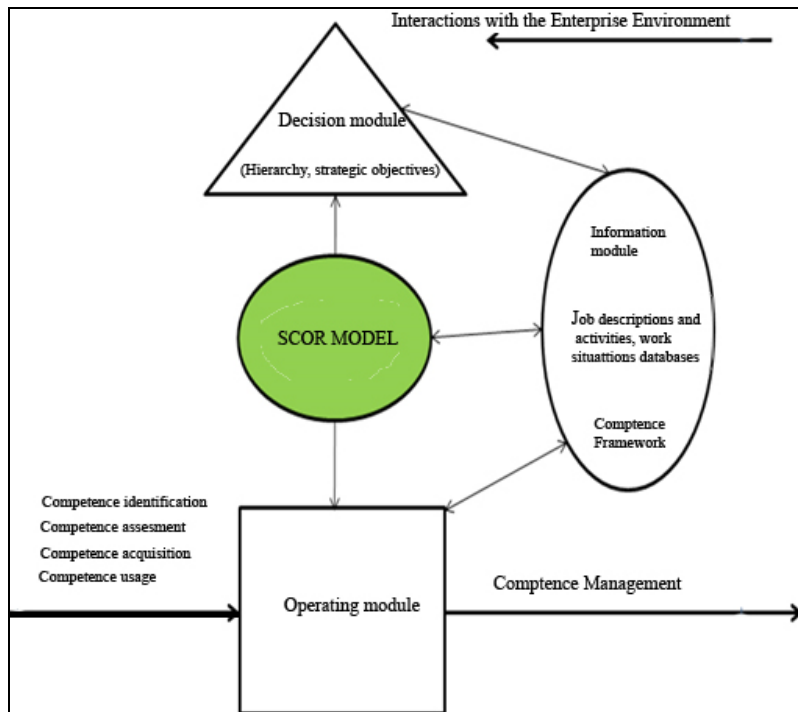 Interactions with the Enterprise Environment
Decision module
(Hierarchy, strategic objectives)
Information
module
Job descriptions and
activities, work
situattions databases
Comptence
Framework
SCOR MODEL
Competence identification
Competence assesment
Competence acquisition
Competence usage
Operating module
Comptence Management